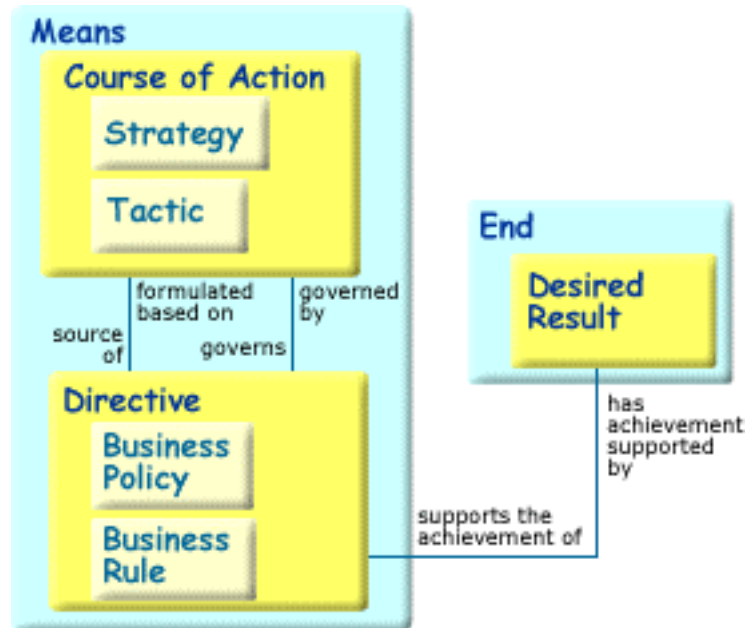 Means
Course of Action
Strategy
Tactic
formulated
based on
source
of
governed
by
governs
Directive
Business
Policy
Business
Rule
End
Desired
Result
has
achievement
supported
by
supports the
achievement of